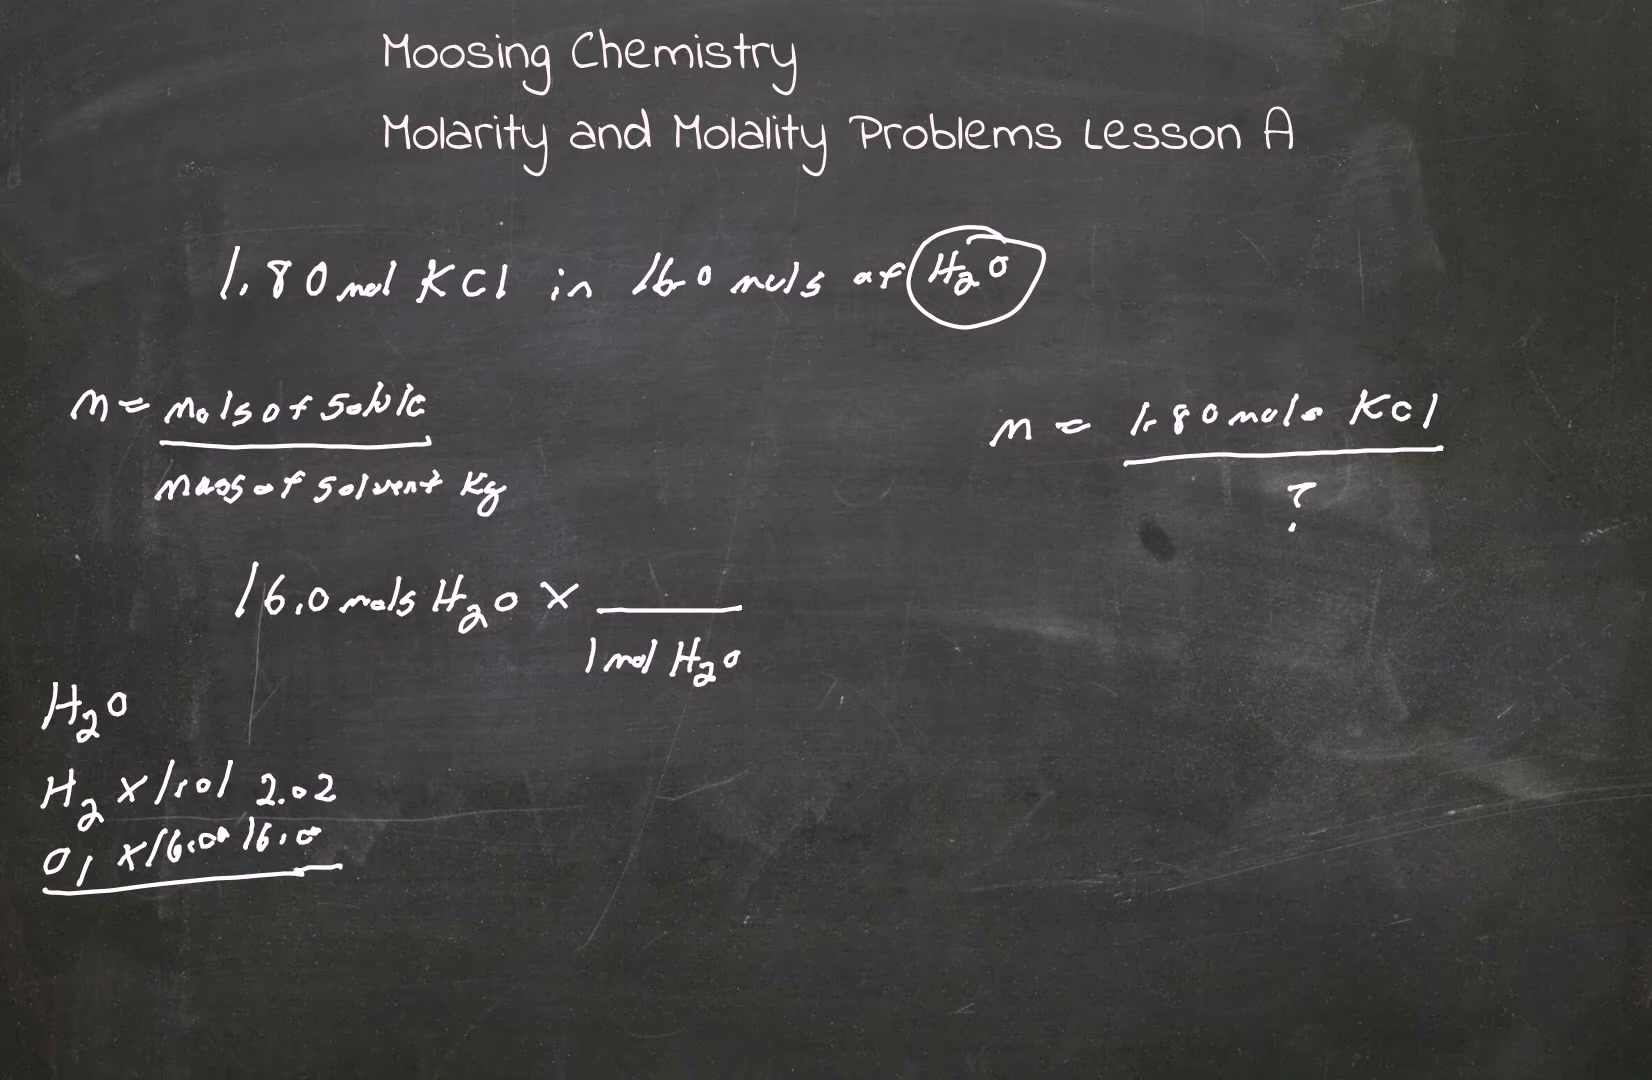 Moosing Chemistry
Molarity and Molality Problems Lesson A
1.80 mol KCl in 16.0 mols of H₂O
m = mols of solute
mass of solvent Kg
m = 1.80 mols KCl
?
16.0 mols H₂O ×
1 mol H₂O
H₂O
H₂ × 1.01 2.02
O₁ × 16.00 16.0